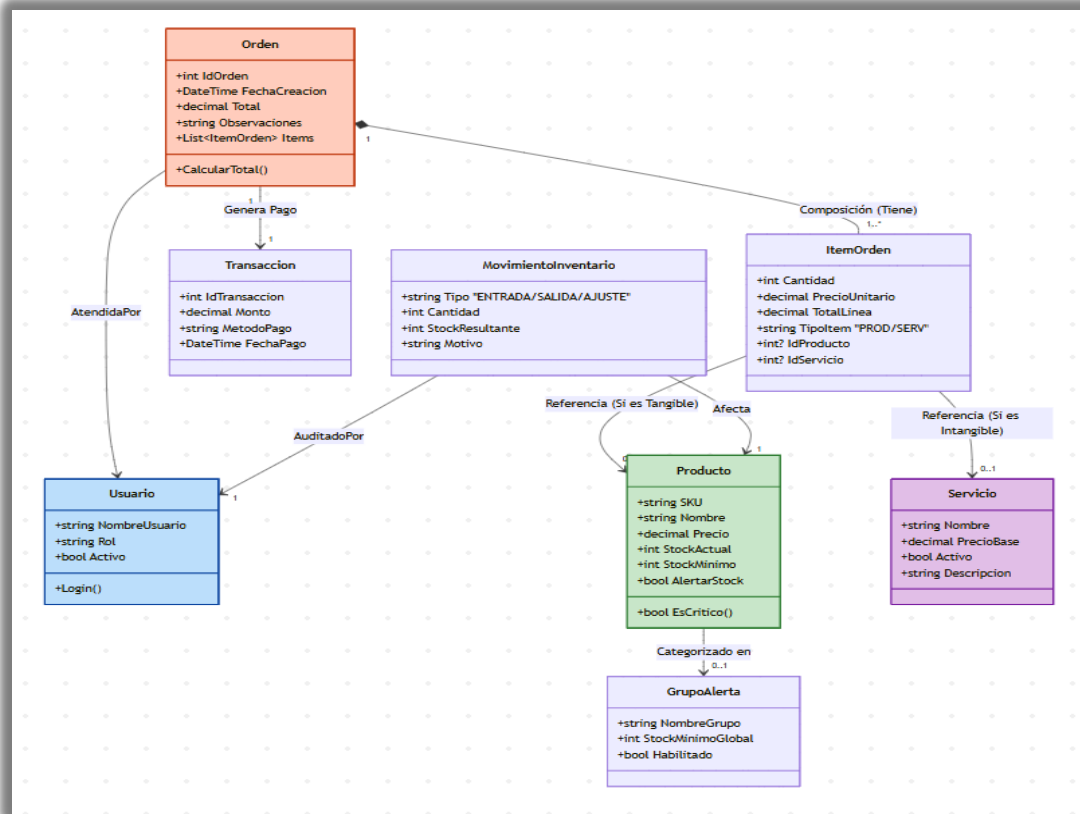 Orden
+int IdOrden
+DateTime FechaCreacion
+decimal Total
+string Observaciones
+List<ItemOrden> Items
+CalcularTotal()
1
1
Genera Pago
1
Composición (Tiene)
1..*
Transaccion
+int IdTransaccion
+decimal Monto
+string MetodoPago
+DateTime FechaPago
MovimientoInventario
+string Tipo "ENTRADA/SALIDA/AJUSTE"
+int Cantidad
+int StockResultante
+string Motivo
ItemOrden
+int Cantidad
+decimal PrecioUnitario
+decimal TotalLinea
+string TipoItem "PROD/SERV"
+int? IdProducto
+int? IdServicio
AtendidaPor
AuditadoPor
1
Referencia (Si es Tangible)
Afecta
1
Referencia (Si es
Intangible)
0..1
Usuario
+string NombreUsuario
+string Rol
+bool Activo
+Login()
Producto
+string SKU
+string Nombre
+decimal Precio
+int StockActual
+int StockMinimo
+bool AlertarStock
+bool EsCritico()
Servicio
+string Nombre
+decimal PrecioBase
+bool Activo
+string Descripcion
Categorizado en
0..1
GrupoAlerta
+string NombreGrupo
+int StockMinimoGlobal
+bool Habilitado